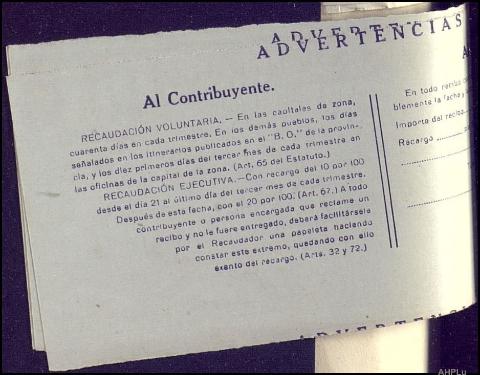 ADVERTENCIAS
Al Contribuyente.
RECAUDACIÓN VOLUNTARIA. — En las capitales de zona,
cuarenta días en cada trimestre. En los demás pueblos, los días
señalados en los itinerarios publicados en el "B. O." de la provin-
cia, y los diez primeros días del tercer mes de cada trimestre en
las oficinas de la capital de la zona. (Art. 65 del Estatuto.)
RECAUDACIÓN EJECUTIVA.—Con recargo del 10 por 100
desde el día 21 al último día del tercer mes de cada trimestre.
Después de esta fecha, con el 20 por 100. (Art. 67.) A todo
contribuyente o persona encargada que reclame un
recibo y no le fuere entregado, deberá facilitársele
por el Recaudador una papeleta haciendo
constar este extremo, quedando con ello
exento del recargo. (Arts. 32 y 72.)
En todo recibo
blemente la fecha y
Importe del recibo
Recargo
ADVERTENC
AHPLu